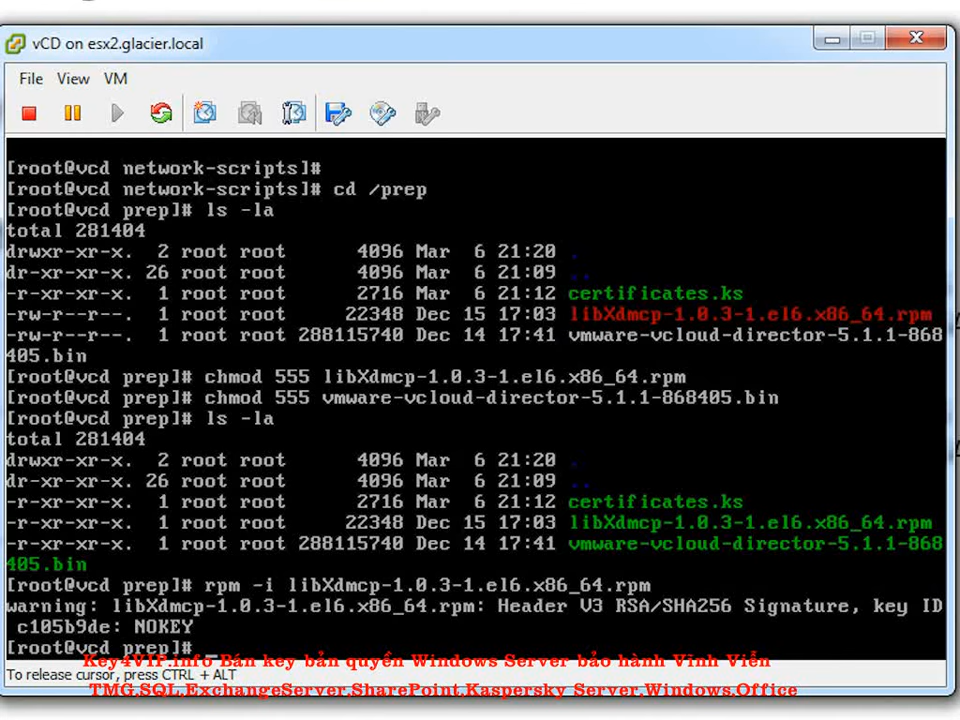 vCD on esx2.glacier.local
File View VM
[root@vcd network-scripts]#
[root@vcd network-scripts]# cd /prep
[root@vcd prep]# ls -la
total 281404
drwxr-xr-x. 2 root root 4096 Mar 6 21:20 .
dr-xr-xr-x. 26 root root 4096 Mar 6 21:09 ..
-r-xr-xr-x. 1 root root 2716 Mar 6 21:12 certificates.ks
-rw-r--r--. 1 root root 22348 Dec 15 17:03 libXdmcp-1.0.3-1.el6.x86_64.rpm
-rw-r--r--. 1 root root 288115740 Dec 14 17:41 vmware-vcloud-director-5.1.1-868
405.bin
[root@vcd prep]# chmod 555 libXdmcp-1.0.3-1.el6.x86_64.rpm
[root@vcd prep]# chmod 555 vmware-vcloud-director-5.1.1-868405.bin
[root@vcd prep]# ls -la
total 281404
drwxr-xr-x. 2 root root 4096 Mar 6 21:20 .
dr-xr-xr-x. 26 root root 4096 Mar 6 21:09 ..
-r-xr-xr-x. 1 root root 2716 Mar 6 21:12 certificates.ks
-r-xr-xr-x. 1 root root 22348 Dec 15 17:03 libXdmcp-1.0.3-1.el6.x86_64.rpm
-r-xr-xr-x. 1 root root 288115740 Dec 14 17:41 vmware-vcloud-director-5.1.1-868
405.bin
[root@vcd prep]# rpm -i libXdmcp-1.0.3-1.el6.x86_64.rpm
warning: libXdmcp-1.0.3-1.el6.x86_64.rpm: Header V3 RSA/SHA256 Signature, key ID
c105b9de: NOKEY
[root@vcd prep]# _
Key4VIP.info Bán key bản quyền Windows Server bảo hành Vĩnh Viễn
To release cursor, press CTRL + ALT
TMG.SQL.ExchangeServer.SharePoint.Kaspersky Server.Windows.Office